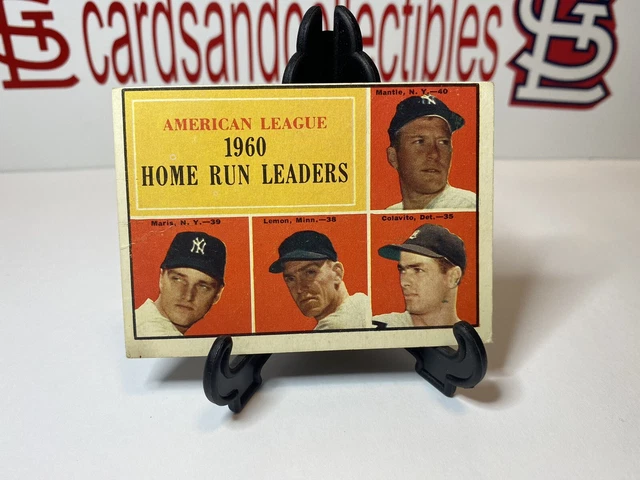 cardsandcollectibles
AMERICAN LEAGUE
1960
HOME RUN LEADERS
Mantle, N. Y.—40
Maris, N. Y.—39
Lemon, Minn.—38
Colavito, Det.—35